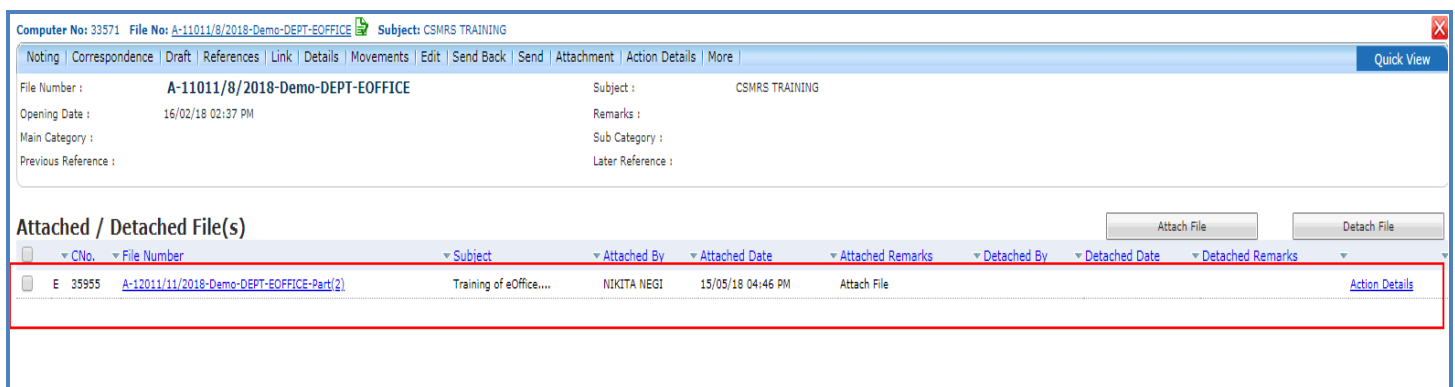 Computer No: 33571 File No: A-11011/8/2018-Demo-DEPT-EOFFICE Subject: CSMRS TRAINING
Noting | Correspondence | Draft | References | Link | Details | Movements | Edit | Send Back | Send | Attachment | Action Details | More |
Quick View
File Number : A-11011/8/2018-Demo-DEPT-EOFFICE Subject : CSMRS TRAINING
Opening Date : 16/02/18 02:37 PM Remarks :
Main Category : Sub Category :
Previous Reference : Later Reference :
Attached / Detached File(s) Attach File Detach File
CNo. File Number Subject Attached By Attached Date Attached Remarks Detached By Detached Date Detached Remarks
E 35955 A-12011/11/2018-Demo-DEPT-EOFFICE-Part(2) Training of eOffice.... NIKITA NEGI 15/05/18 04:46 PM Attach File Action Details